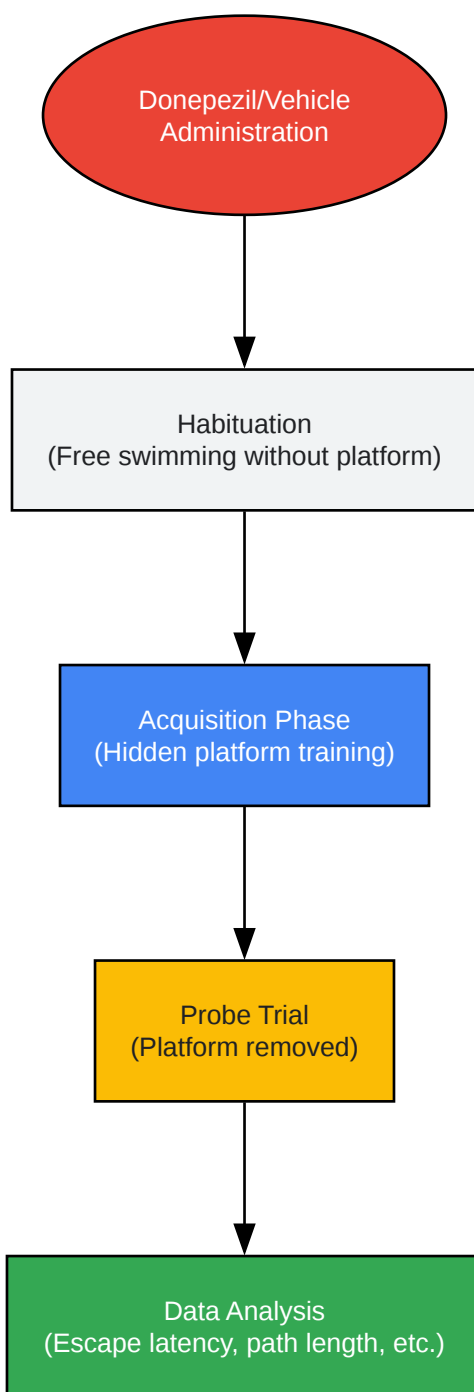 Donepezil/Vehicle
Administration
Habituation
(Free swimming without platform)
Acquisition Phase
(Hidden platform training)
Probe Trial
(Platform removed)
Data Analysis
(Escape latency, path length, etc.)